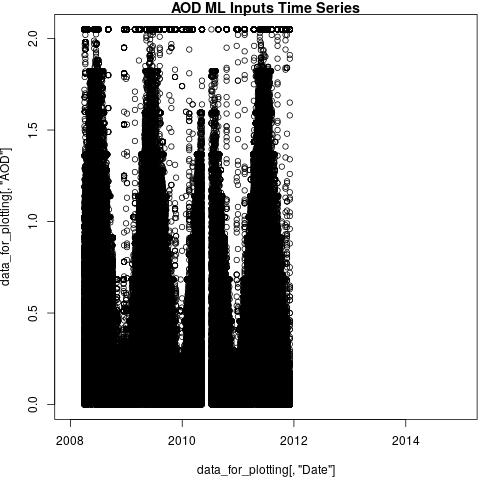 AOD ML Inputs Time Series
data_for_plotting[, "AOD"]
2.0
1.5
1.0
0.5
0.0
2008 2010 2012 2014
data_for_plotting[, "Date"]